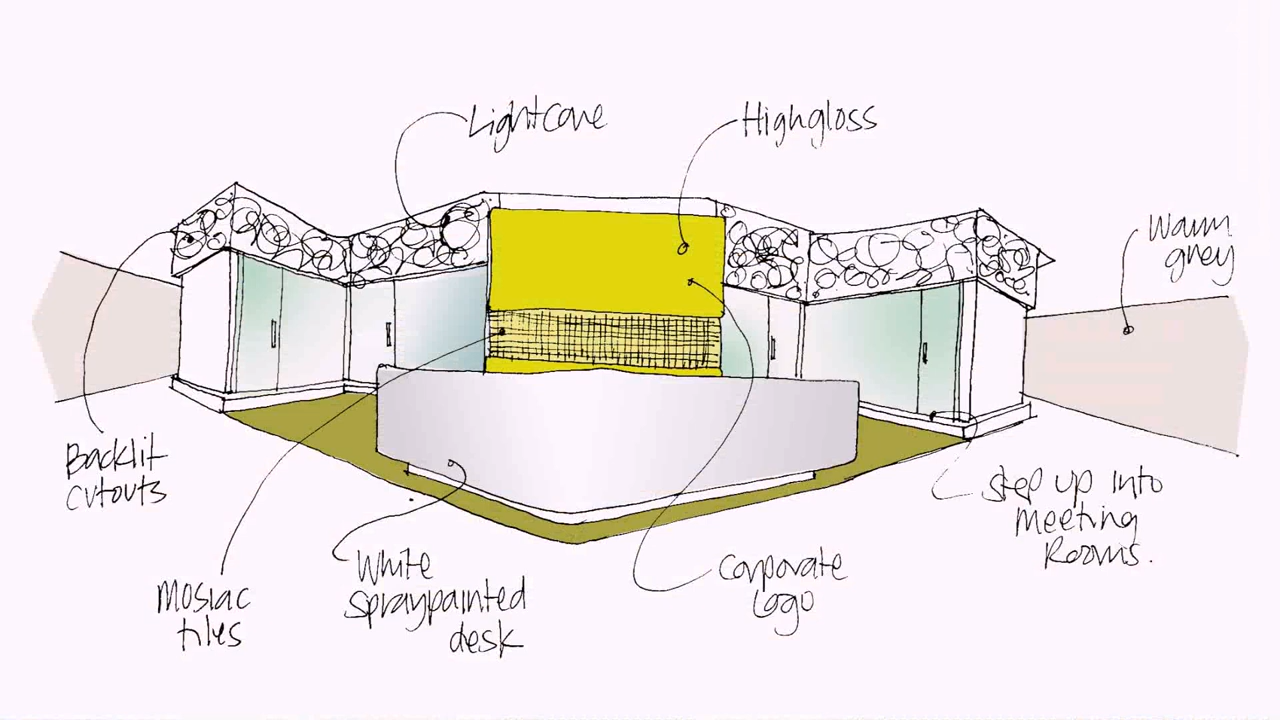 Lightcove
Highgloss
Warm
grey
Backlit
cutouts
Step up into
Meeting
Rooms.
White
spraypainted
desk
Corporate
Logo
Mosiac
tiles